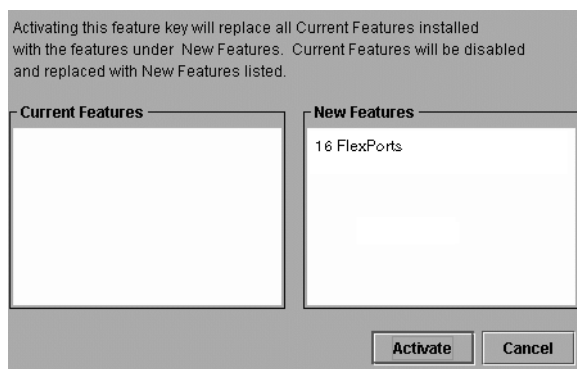 Activating this feature key will replace all Current Features installed
with the features under New Features. Current Features will be disabled
and replaced with New Features listed.
Current Features
New Features
16 FlexPorts
Activate
Cancel